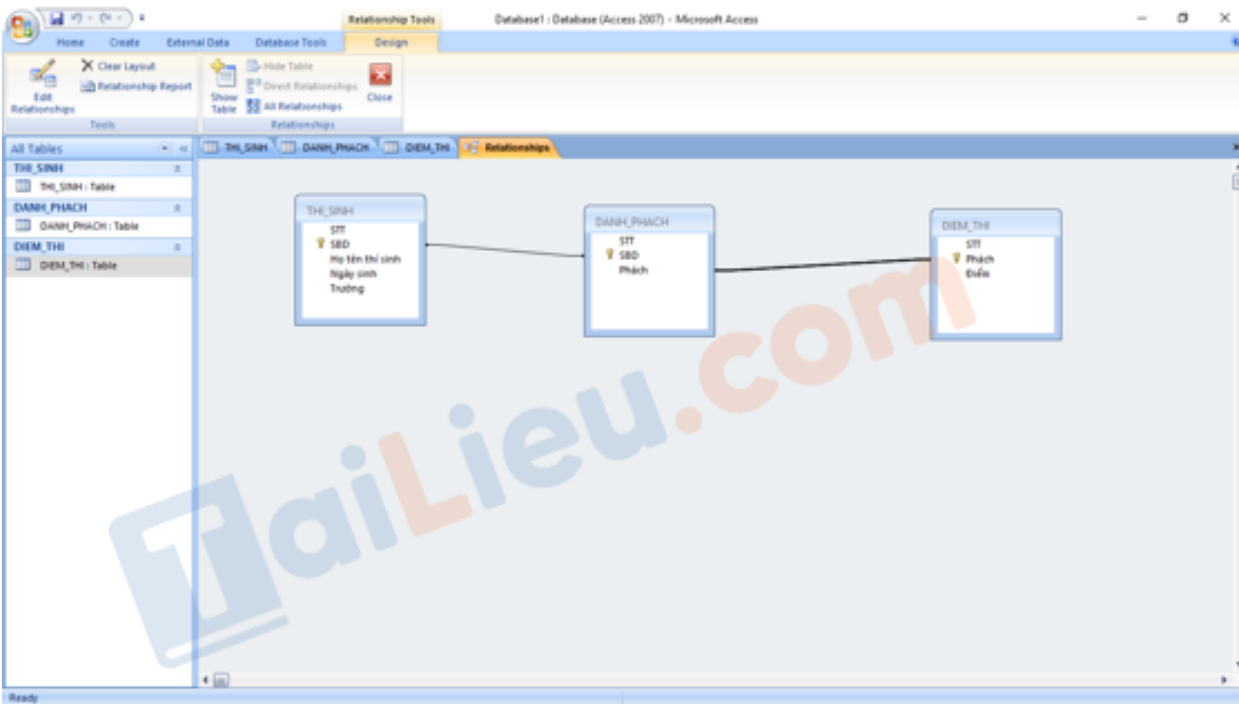 Relationship Tools
Database1 : Database (Access 2007) - Microsoft Access
Home Create External Data Database Tools Design
Edit Relationships
Clear Layout
Relationship Report
Tools
Show Table
Hide Table
Direct Relationships
All Relationships
Close
Relationships
All Tables
THI_SINH
THI_SINH : Table
DANH_PHACH
DANH_PHACH : Table
DIEM_THI
DIEM_THI : Table
THI_SINH DANH_PHACH DIEM_THI Relationships
THI_SINH
STT
SBD
Họ tên thí sinh
Ngày sinh
Trường
DANH_PHACH
STT
SBD
Phách
DIEM_THI
STT
Phách
Điểm
TaiLieu.com
Ready